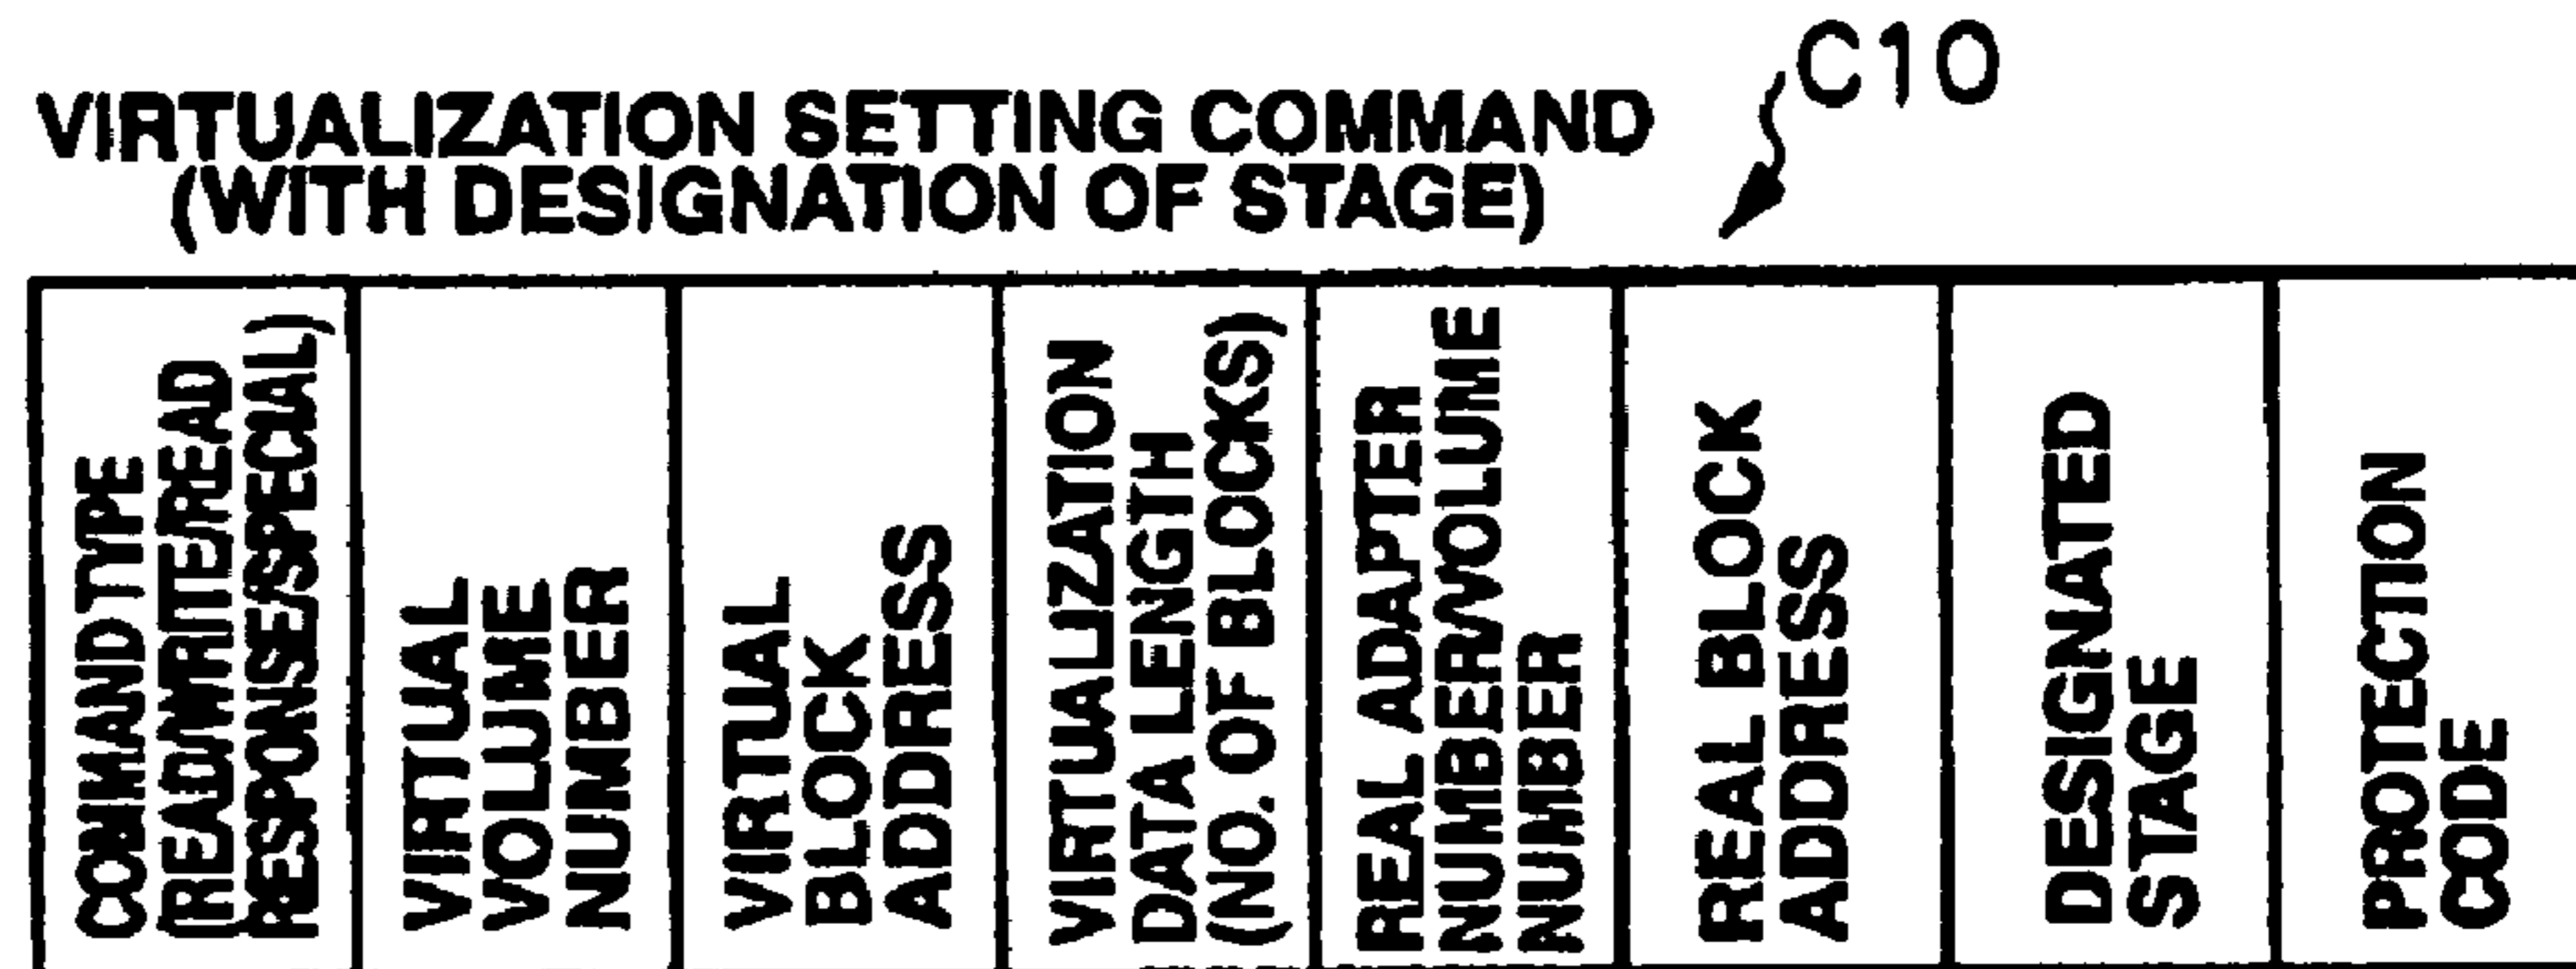 C10
VIRTUALIZATION SETTING COMMAND
(WITH DESIGNATION OF STAGE)
COMMAND TYPE
(READ/WRITE/READ
RESPONSE/SPECIAL)
VIRTUAL
VOLUME
NUMBER
VIRTUAL
BLOCK
ADDRESS
VIRTUALIZATION
DATA LENGTH
(NO. OF BLOCKS)
REAL ADAPTER
NUMBER/VOLUME
NUMBER
REAL BLOCK
ADDRESS
DESIGNATED
STAGE
PROTECTION
CODE